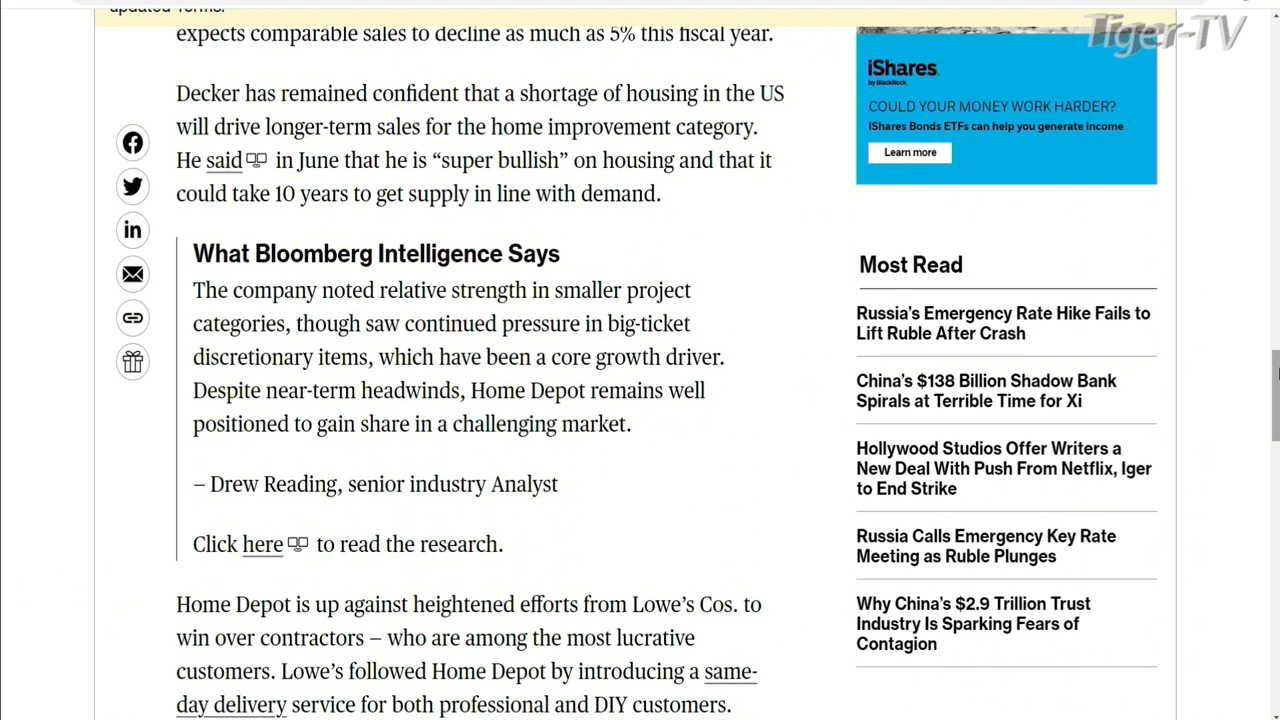 updated Terms.
Tiger-TV
expects comparable sales to decline as much as 5% this fiscal year.
Decker has remained confident that a shortage of housing in the US
will drive longer-term sales for the home improvement category.
He said in June that he is “super bullish” on housing and that it
could take 10 years to get supply in line with demand.
What Bloomberg Intelligence Says
The company noted relative strength in smaller project
categories, though saw continued pressure in big-ticket
discretionary items, which have been a core growth driver.
Despite near-term headwinds, Home Depot remains well
positioned to gain share in a challenging market.
– Drew Reading, senior industry Analyst
Click here to read the research.
Home Depot is up against heightened efforts from Lowe’s Cos. to
win over contractors – who are among the most lucrative
customers. Lowe’s followed Home Depot by introducing a same-
day delivery service for both professional and DIY customers.
iShares.
by BlackRock
COULD YOUR MONEY WORK HARDER?
iShares Bonds ETFs can help you generate income
Learn more
Most Read
Russia’s Emergency Rate Hike Fails to
Lift Ruble After Crash
China’s $138 Billion Shadow Bank
Spirals at Terrible Time for Xi
Hollywood Studios Offer Writers a
New Deal With Push From Netflix, Iger
to End Strike
Russia Calls Emergency Key Rate
Meeting as Ruble Plunges
Why China’s $2.9 Trillion Trust
Industry Is Sparking Fears of
Contagion